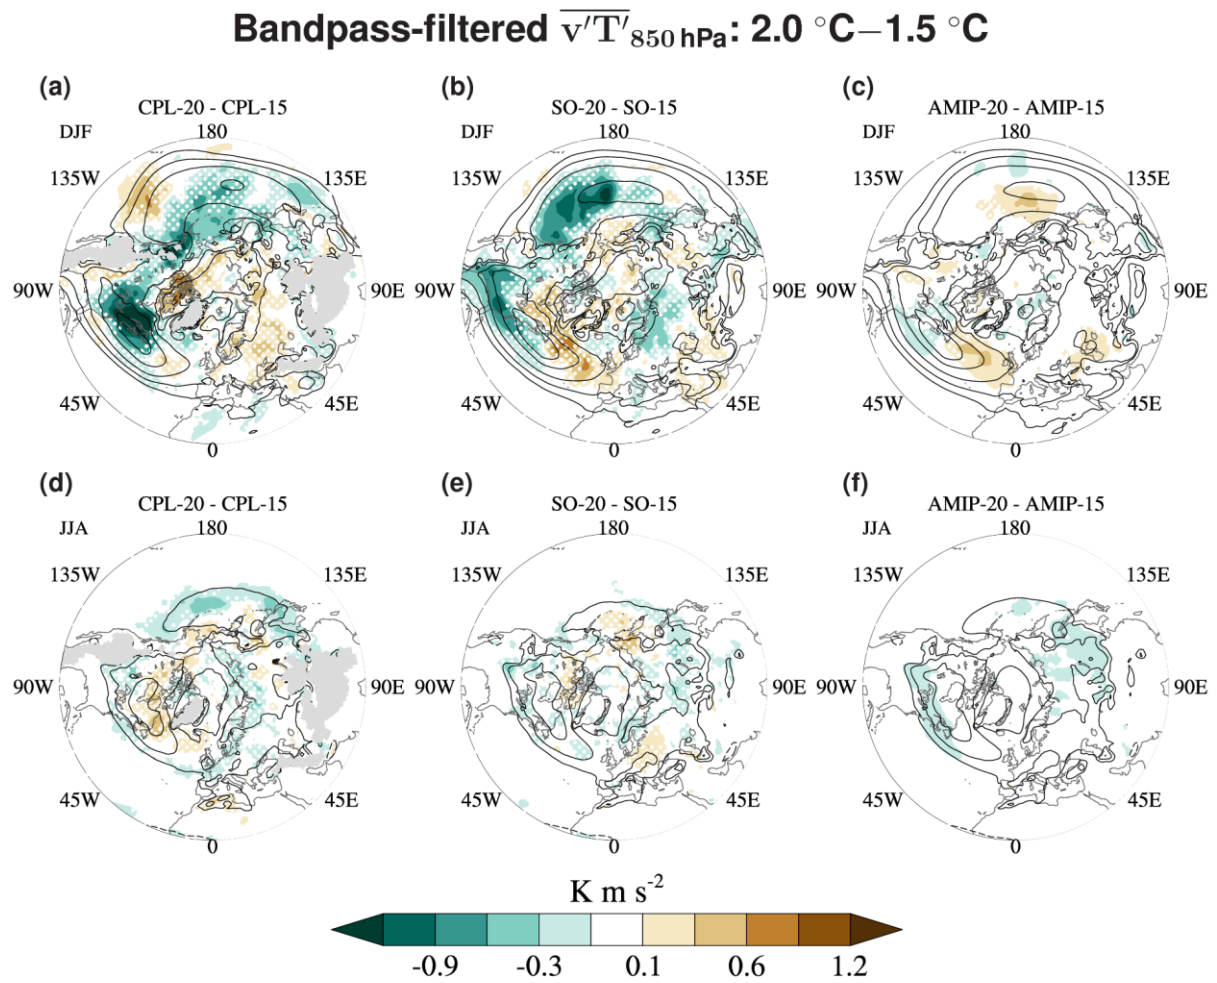 Bandpass-filtered v′T′ 850 hPa: 2.0 °C–1.5 °C
(a) (b) (c)
CPL-20 - CPL-15 SO-20 - SO-15 AMIP-20 - AMIP-15
DJF 180 DJF 180 DJF 180
135W 135E 135W 135E 135W 135E
90W 90E 90W 90E 90W 90E
45W 45E 45W 45E 45W 45E
0 0 0
(d) (e) (f)
CPL-20 - CPL-15 SO-20 - SO-15 AMIP-20 - AMIP-15
JJA 180 JJA 180 JJA 180
135W 135E 135W 135E 135W 135E
90W 90E 90W 90E 90W 90E
45W 45E 45W 45E 45W 45E
0 0 0
K m s-2
-0.9 -0.3 0.1 0.6 1.2